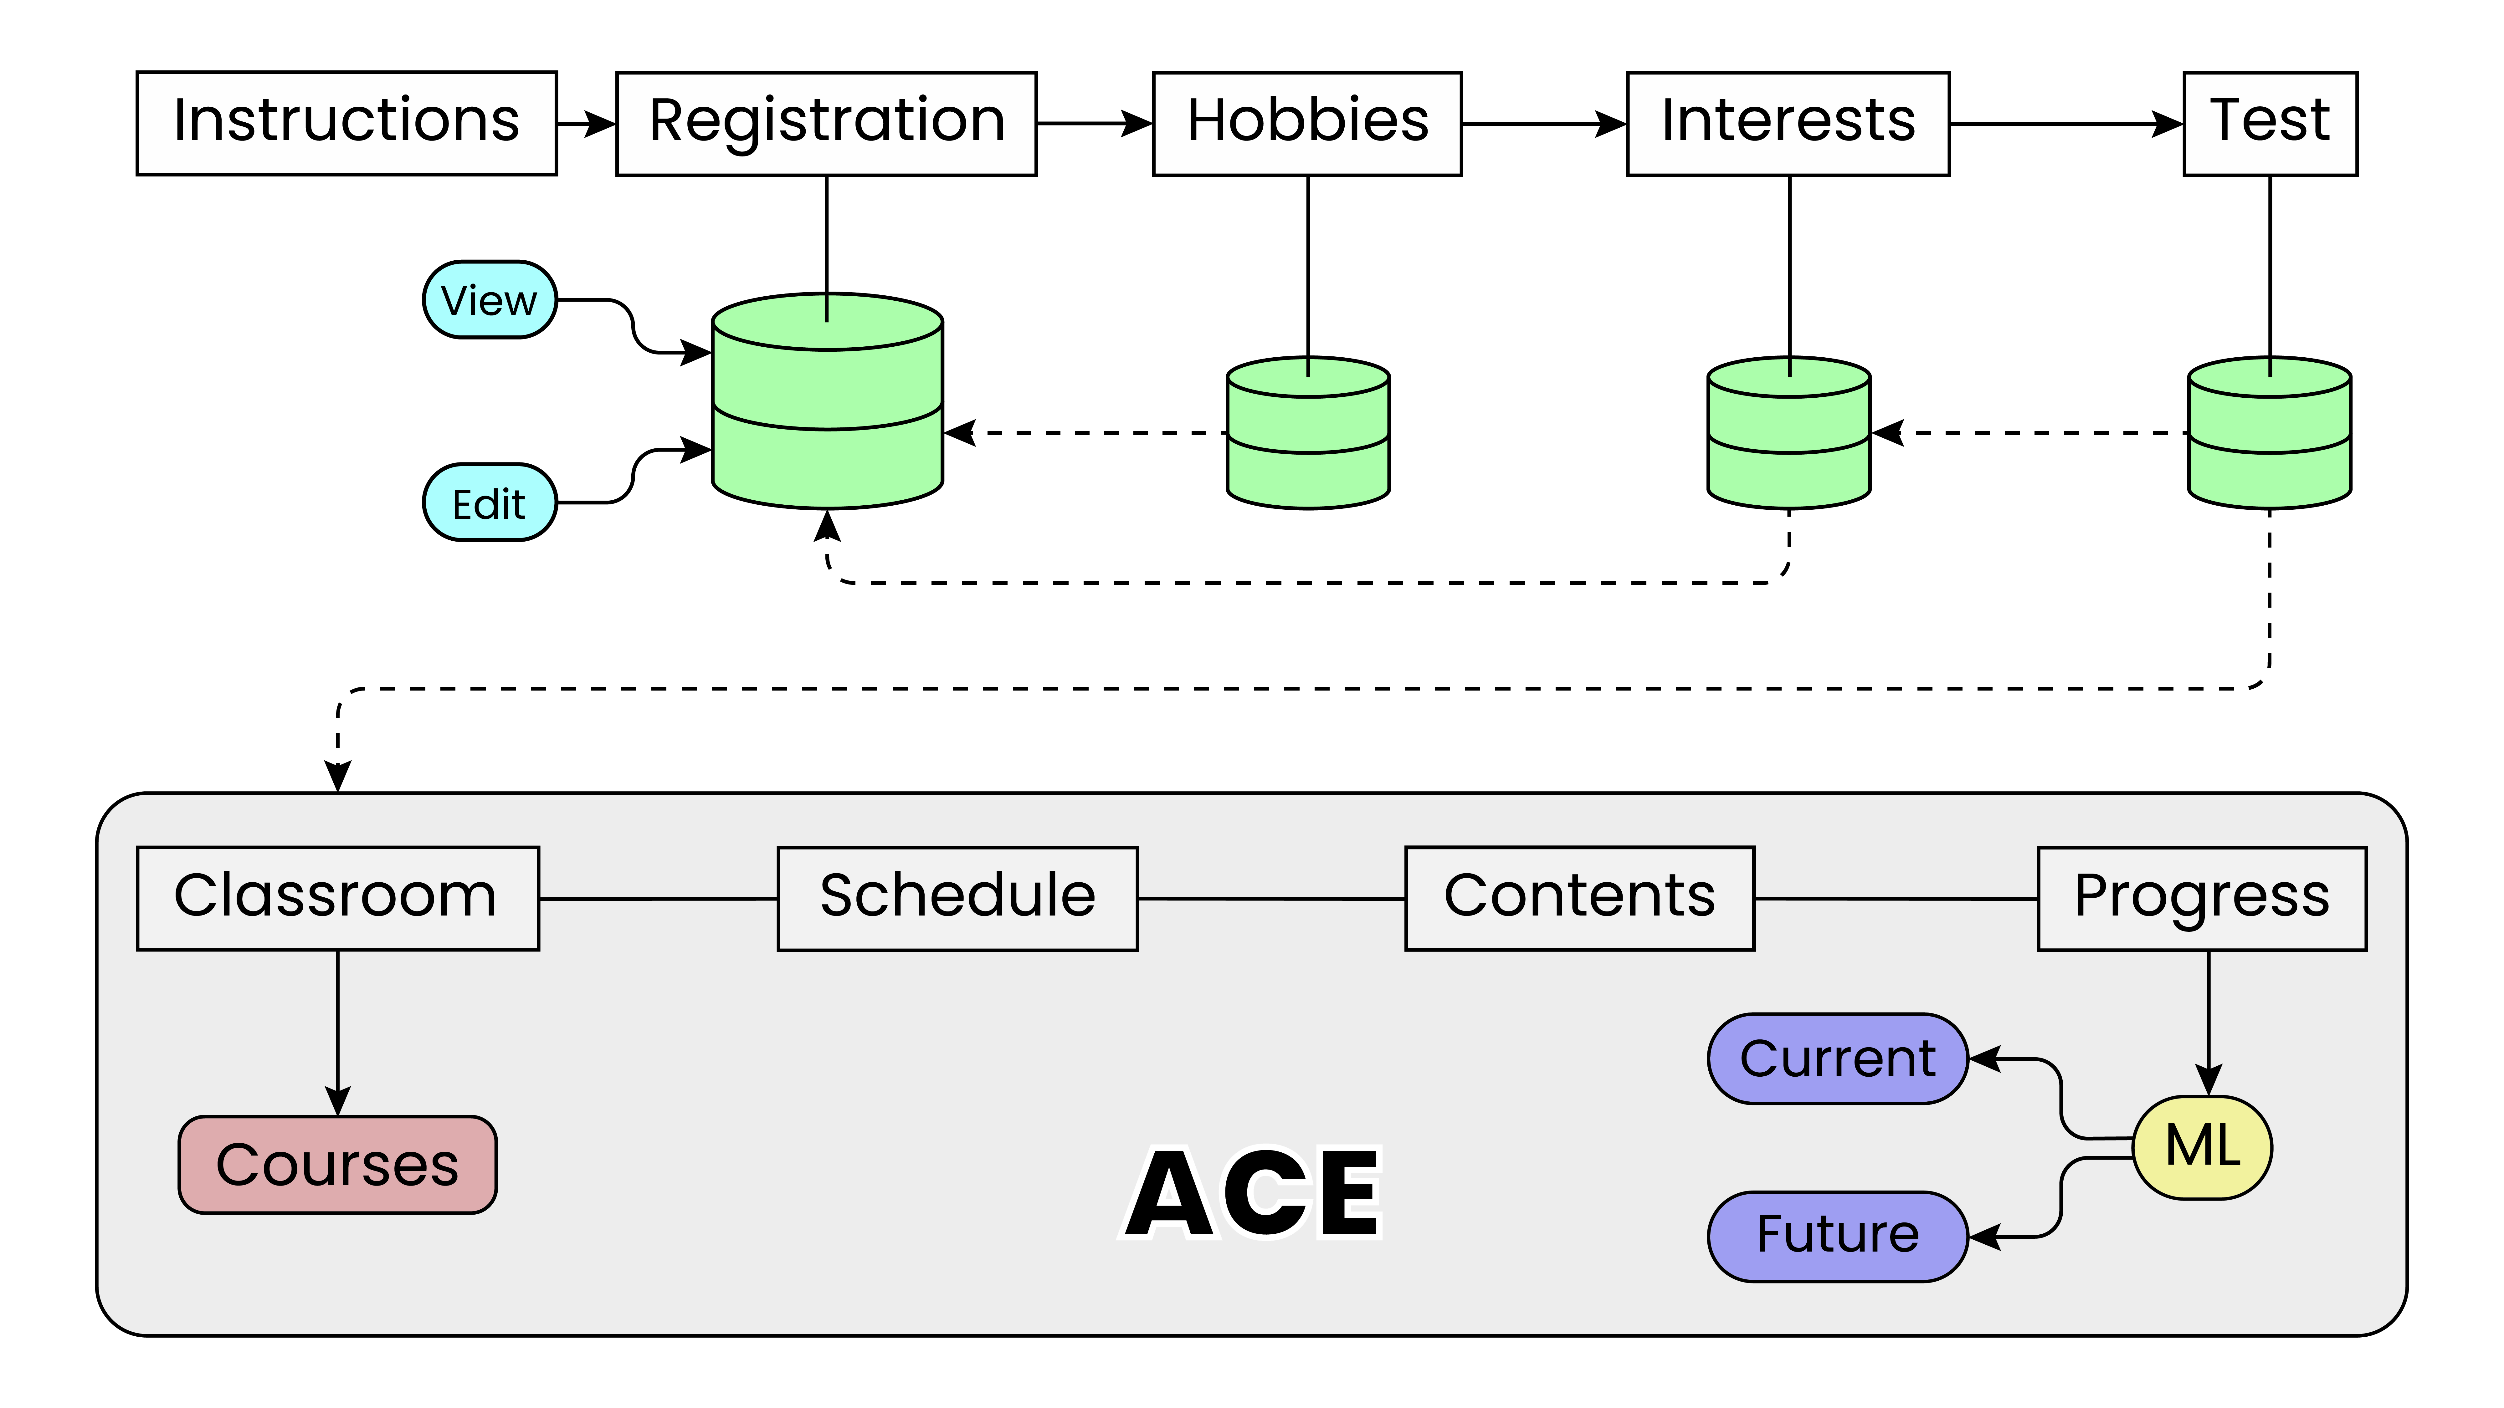 Instructions
Registration
Hobbies
Interests
Test
View
Edit
Classroom
Schedule
Contents
Progress
Current
Courses
ACE
ML
Future